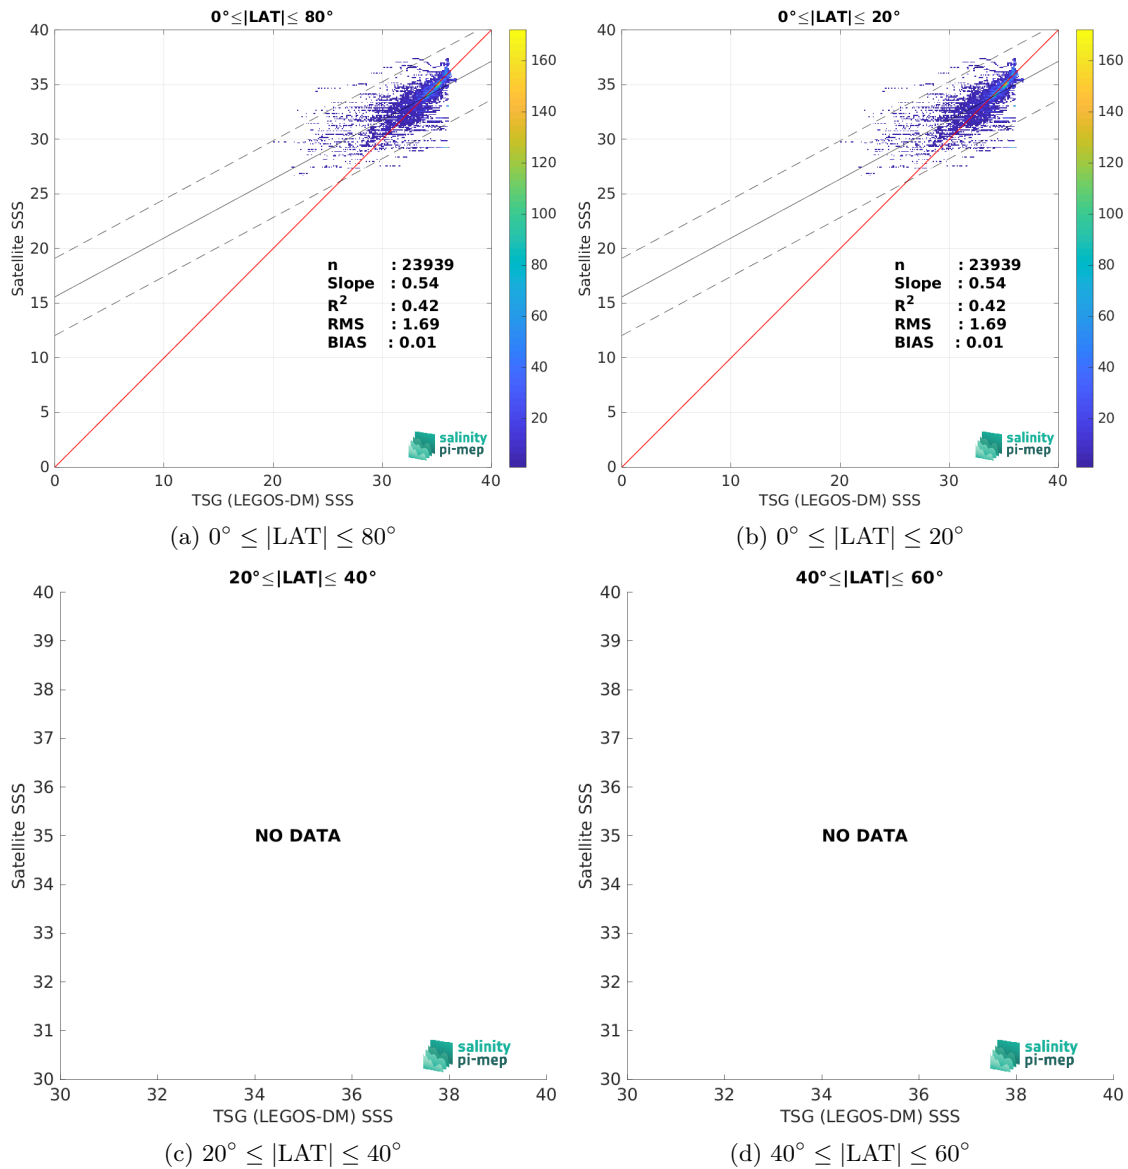 0°≤|LAT|≤ 80°
40
35
30
25
20
15
10
5
0
0
10
20
30
40
Satellite SSS
TSG (LEGOS-DM) SSS
n : 23939
Slope : 0.54
R² : 0.42
RMS : 1.69
BIAS : 0.01
salinity
pi-mep
160
140
120
100
80
60
40
20
(a) 0° ≤ |LAT| ≤ 80°
0°≤|LAT|≤ 20°
40
35
30
25
20
15
10
5
0
0
10
20
30
40
Satellite SSS
TSG (LEGOS-DM) SSS
n : 23939
Slope : 0.54
R² : 0.42
RMS : 1.69
BIAS : 0.01
salinity
pi-mep
160
140
120
100
80
60
40
20
(b) 0° ≤ |LAT| ≤ 20°
20°≤|LAT|≤ 40°
40
39
38
37
36
35
34
33
32
31
30
30
32
34
36
38
40
Satellite SSS
TSG (LEGOS-DM) SSS
NO DATA
salinity
pi-mep
(c) 20° ≤ |LAT| ≤ 40°
40°≤|LAT|≤ 60°
40
39
38
37
36
35
34
33
32
31
30
30
32
34
36
38
40
Satellite SSS
TSG (LEGOS-DM) SSS
NO DATA
salinity
pi-mep
(d) 40° ≤ |LAT| ≤ 60°